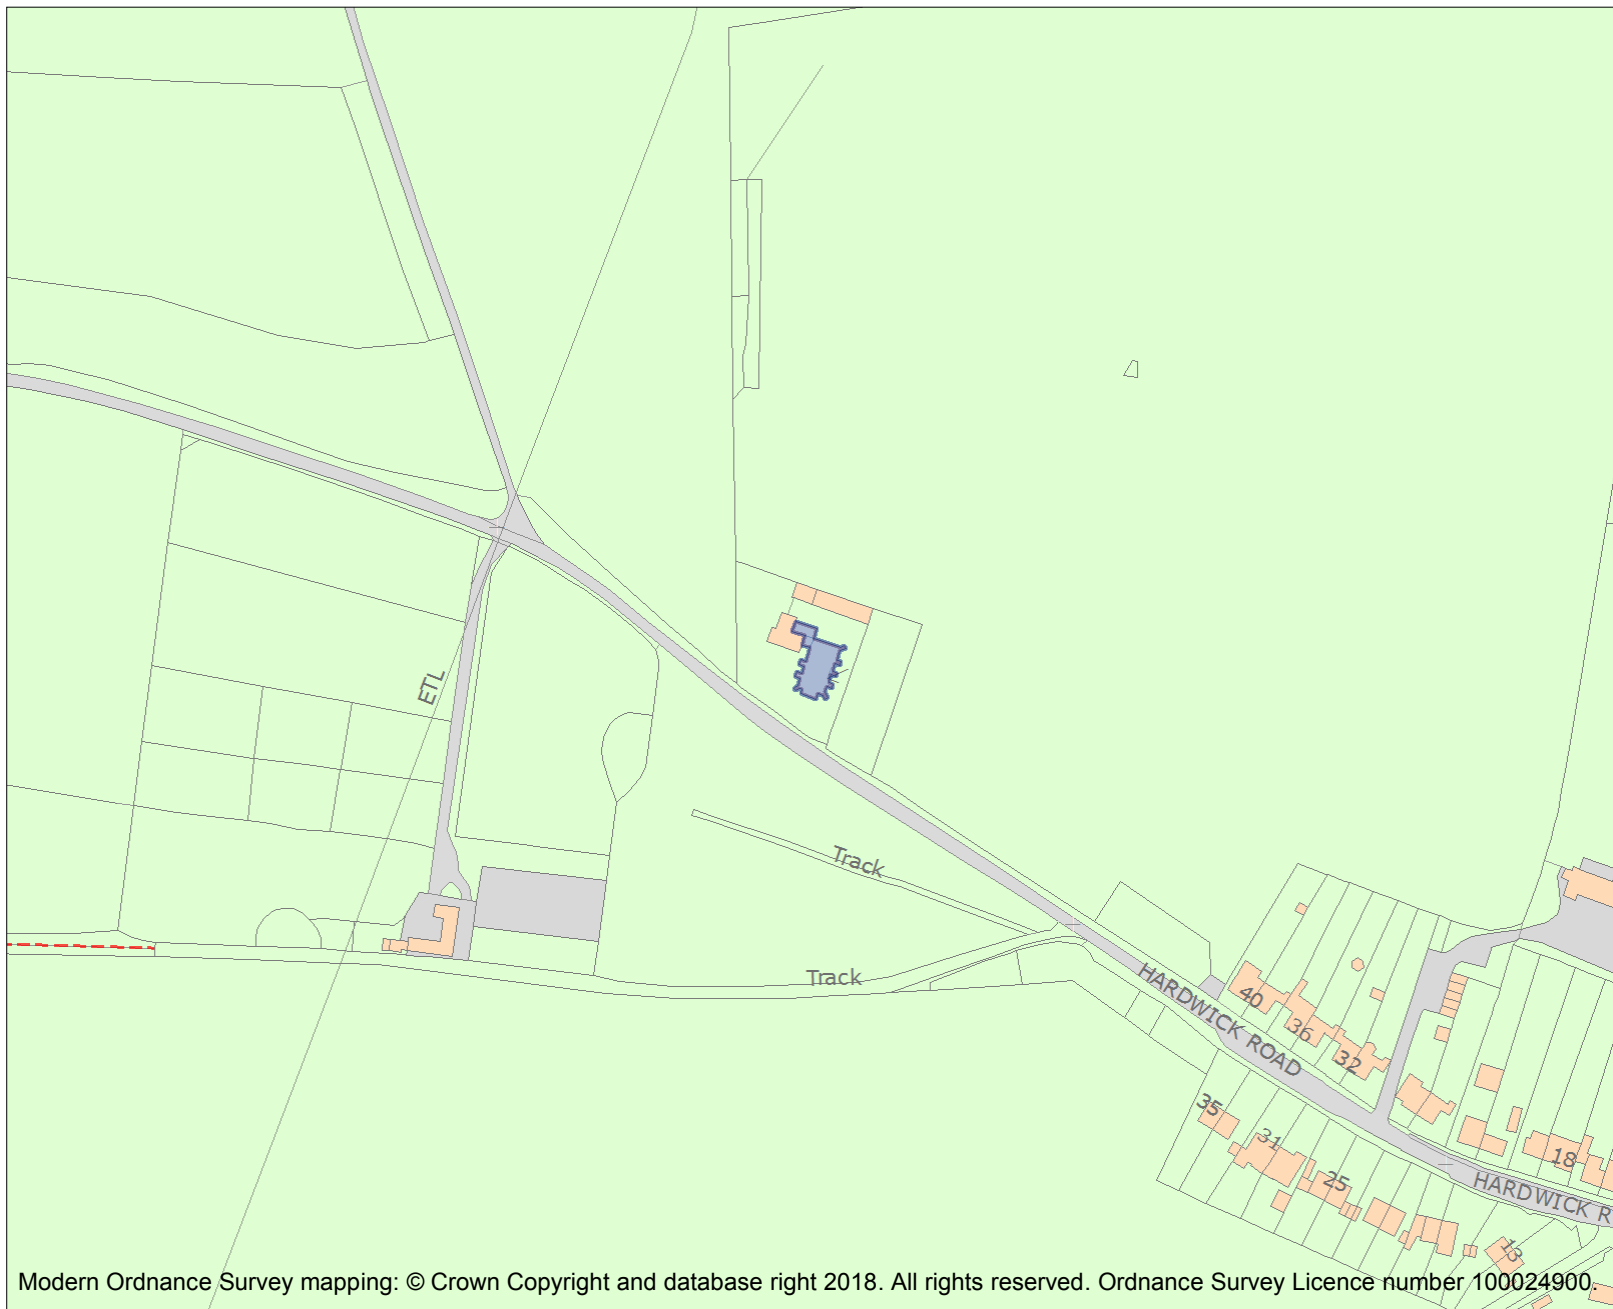 ETL
Track
Track
HARDWICK ROAD
40
36
32
35
31
25
18
HARDWICK R
13
Modern Ordnance Survey mapping: © Crown Copyright and database right 2018. All rights reserved. Ordnance Survey Licence number 100024900.